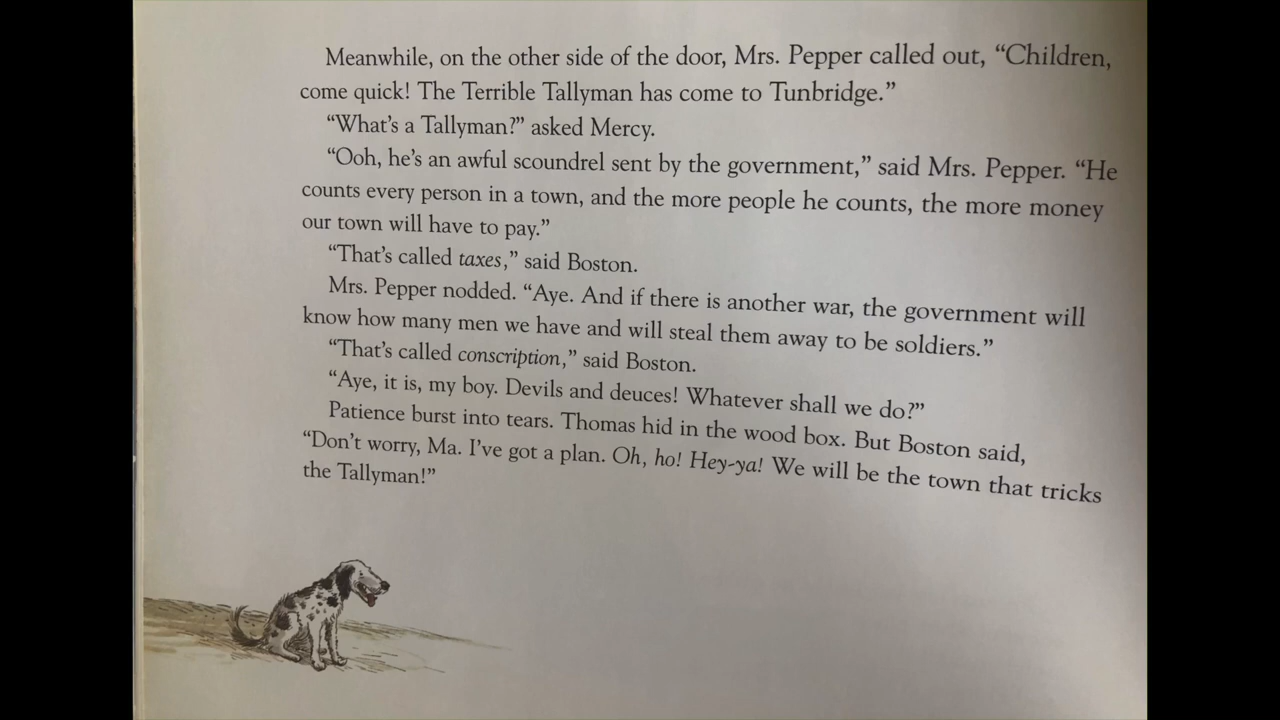 Meanwhile, on the other side of the door, Mrs. Pepper called out, “Children,
come quick! The Terrible Tallyman has come to Tunbridge.”
“What’s a Tallyman?” asked Mercy.
“Ooh, he’s an awful scoundrel sent by the government,” said Mrs. Pepper. “He
counts every person in a town, and the more people he counts, the more money
our town will have to pay.”
“That’s called taxes,” said Boston.
Mrs. Pepper nodded. “Aye. And if there is another war, the government will
know how many men we have and will steal them away to be soldiers.”
“That’s called conscription,” said Boston.
“Aye, it is, my boy. Devils and deuces! Whatever shall we do?”
Patience burst into tears. Thomas hid in the wood box. But Boston said,
“Don’t worry, Ma. I’ve got a plan. Oh, ho! Hey-ya! We will be the town that tricks
the Tallyman!”